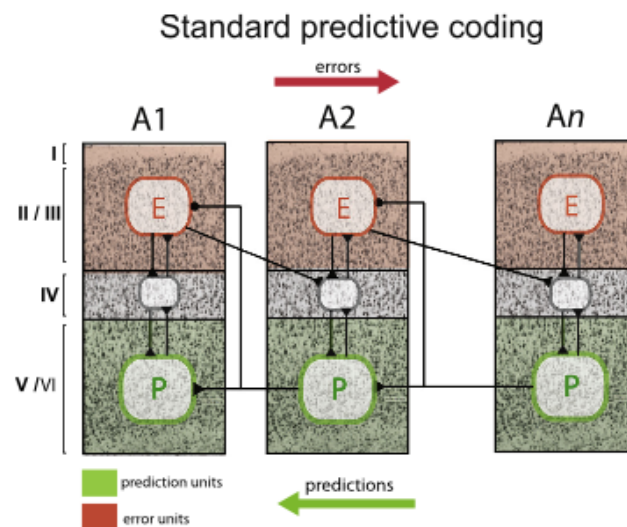 Standard predictive coding
errors
A1 A2 An
I
II / III
E E E
IV
V /VI
P P P
prediction units
predictions
error units